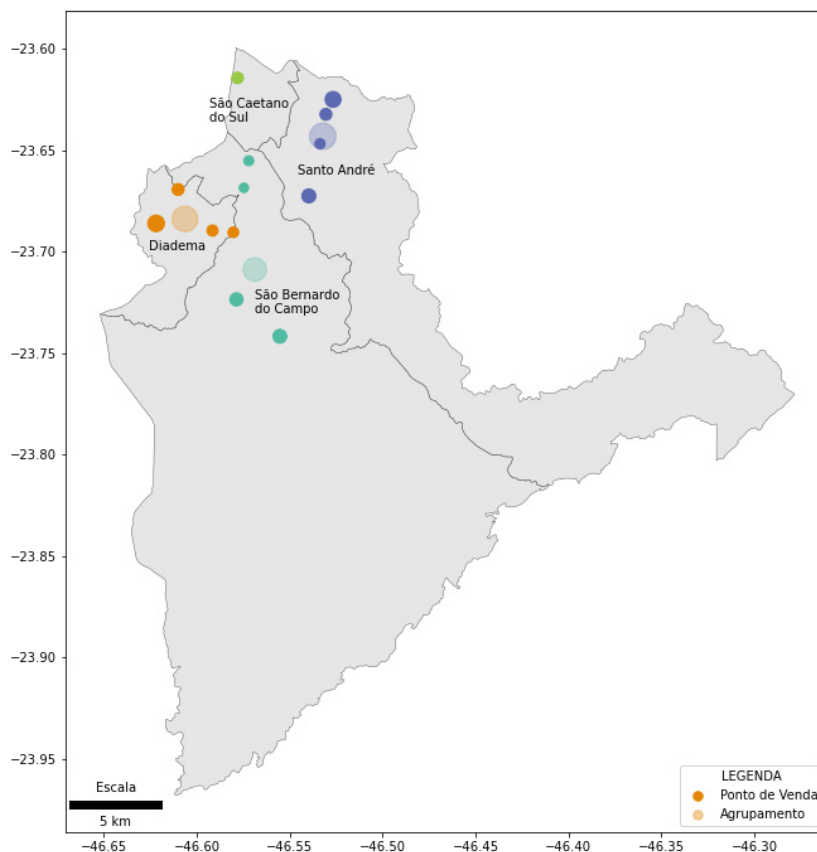 −23.60
São Caetano
do Sul
−23.65
Santo André
−23.70
Diadema
São Bernardo
do Campo
−23.75
−23.80
−23.85
−23.90
−23.95
Escala
5 km
LEGENDA
Ponto de Venda
Agrupamento
−46.65 −46.60 −46.55 −46.50 −46.45 −46.40 −46.35 −46.30